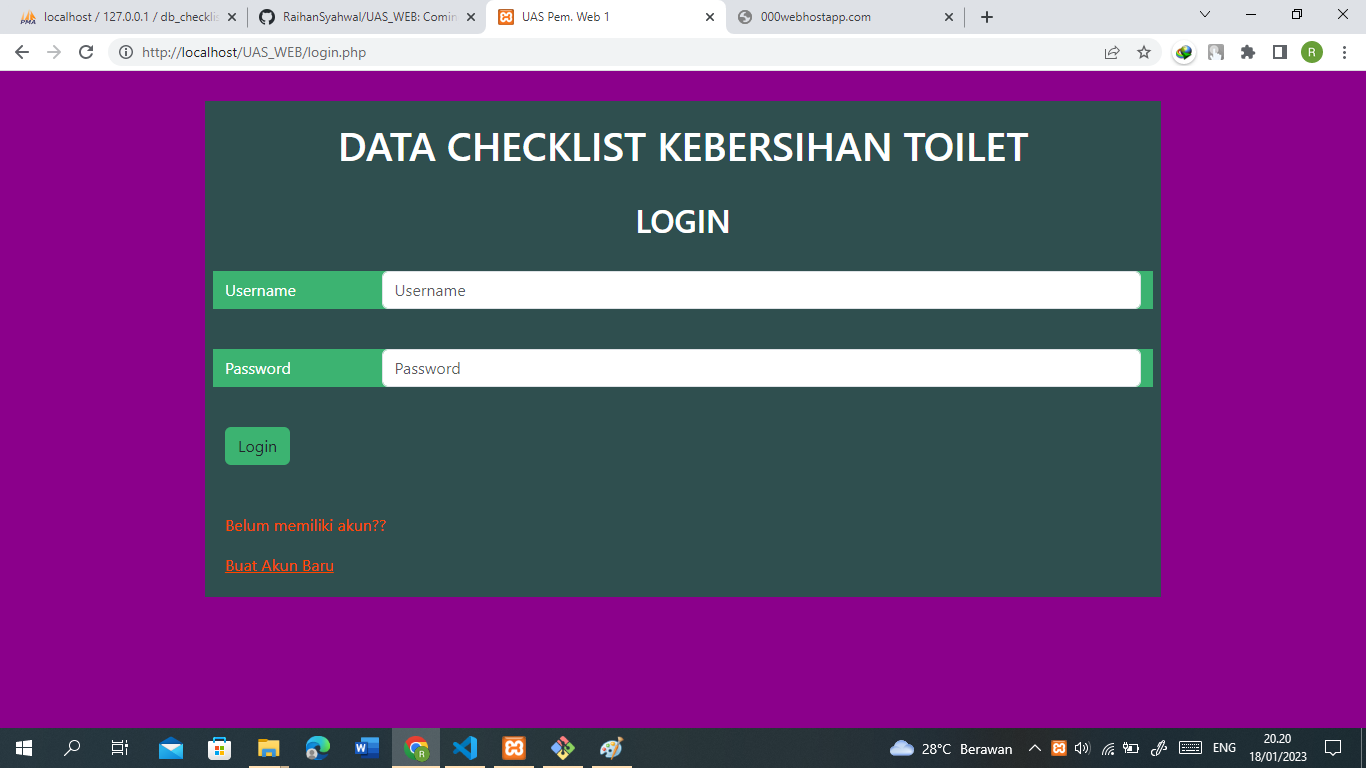 PMA
localhost / 127.0.0.1 / db_checklis
RaihanSyahwal/UAS_WEB: Comin
UAS Pem. Web 1
000webhostapp.com
http://localhost/UAS_WEB/login.php
R
DATA CHECKLIST KEBERSIHAN TOILET
LOGIN
Username
Username
Password
Password
Login
Belum memiliki akun??
Buat Akun Baru
R
28°C Berawan
ENG
20.20
18/01/2023